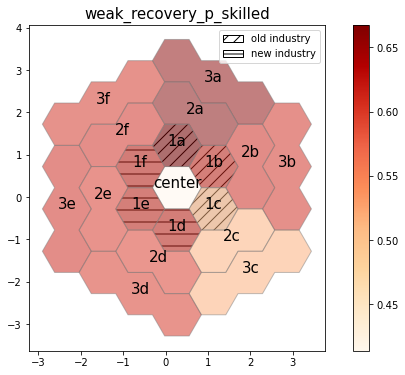 weak_recovery_p_skilled
old industry
new industry
3a
3f
2a
2f
1a
2b
1f
1b
3b
center
2e
3e
1e
1c
1d
2c
2d
3c
3d
4
3
2
1
0
−1
−2
−3
−3
−2
−1
0
1
2
3
0.65
0.60
0.55
0.50
0.45